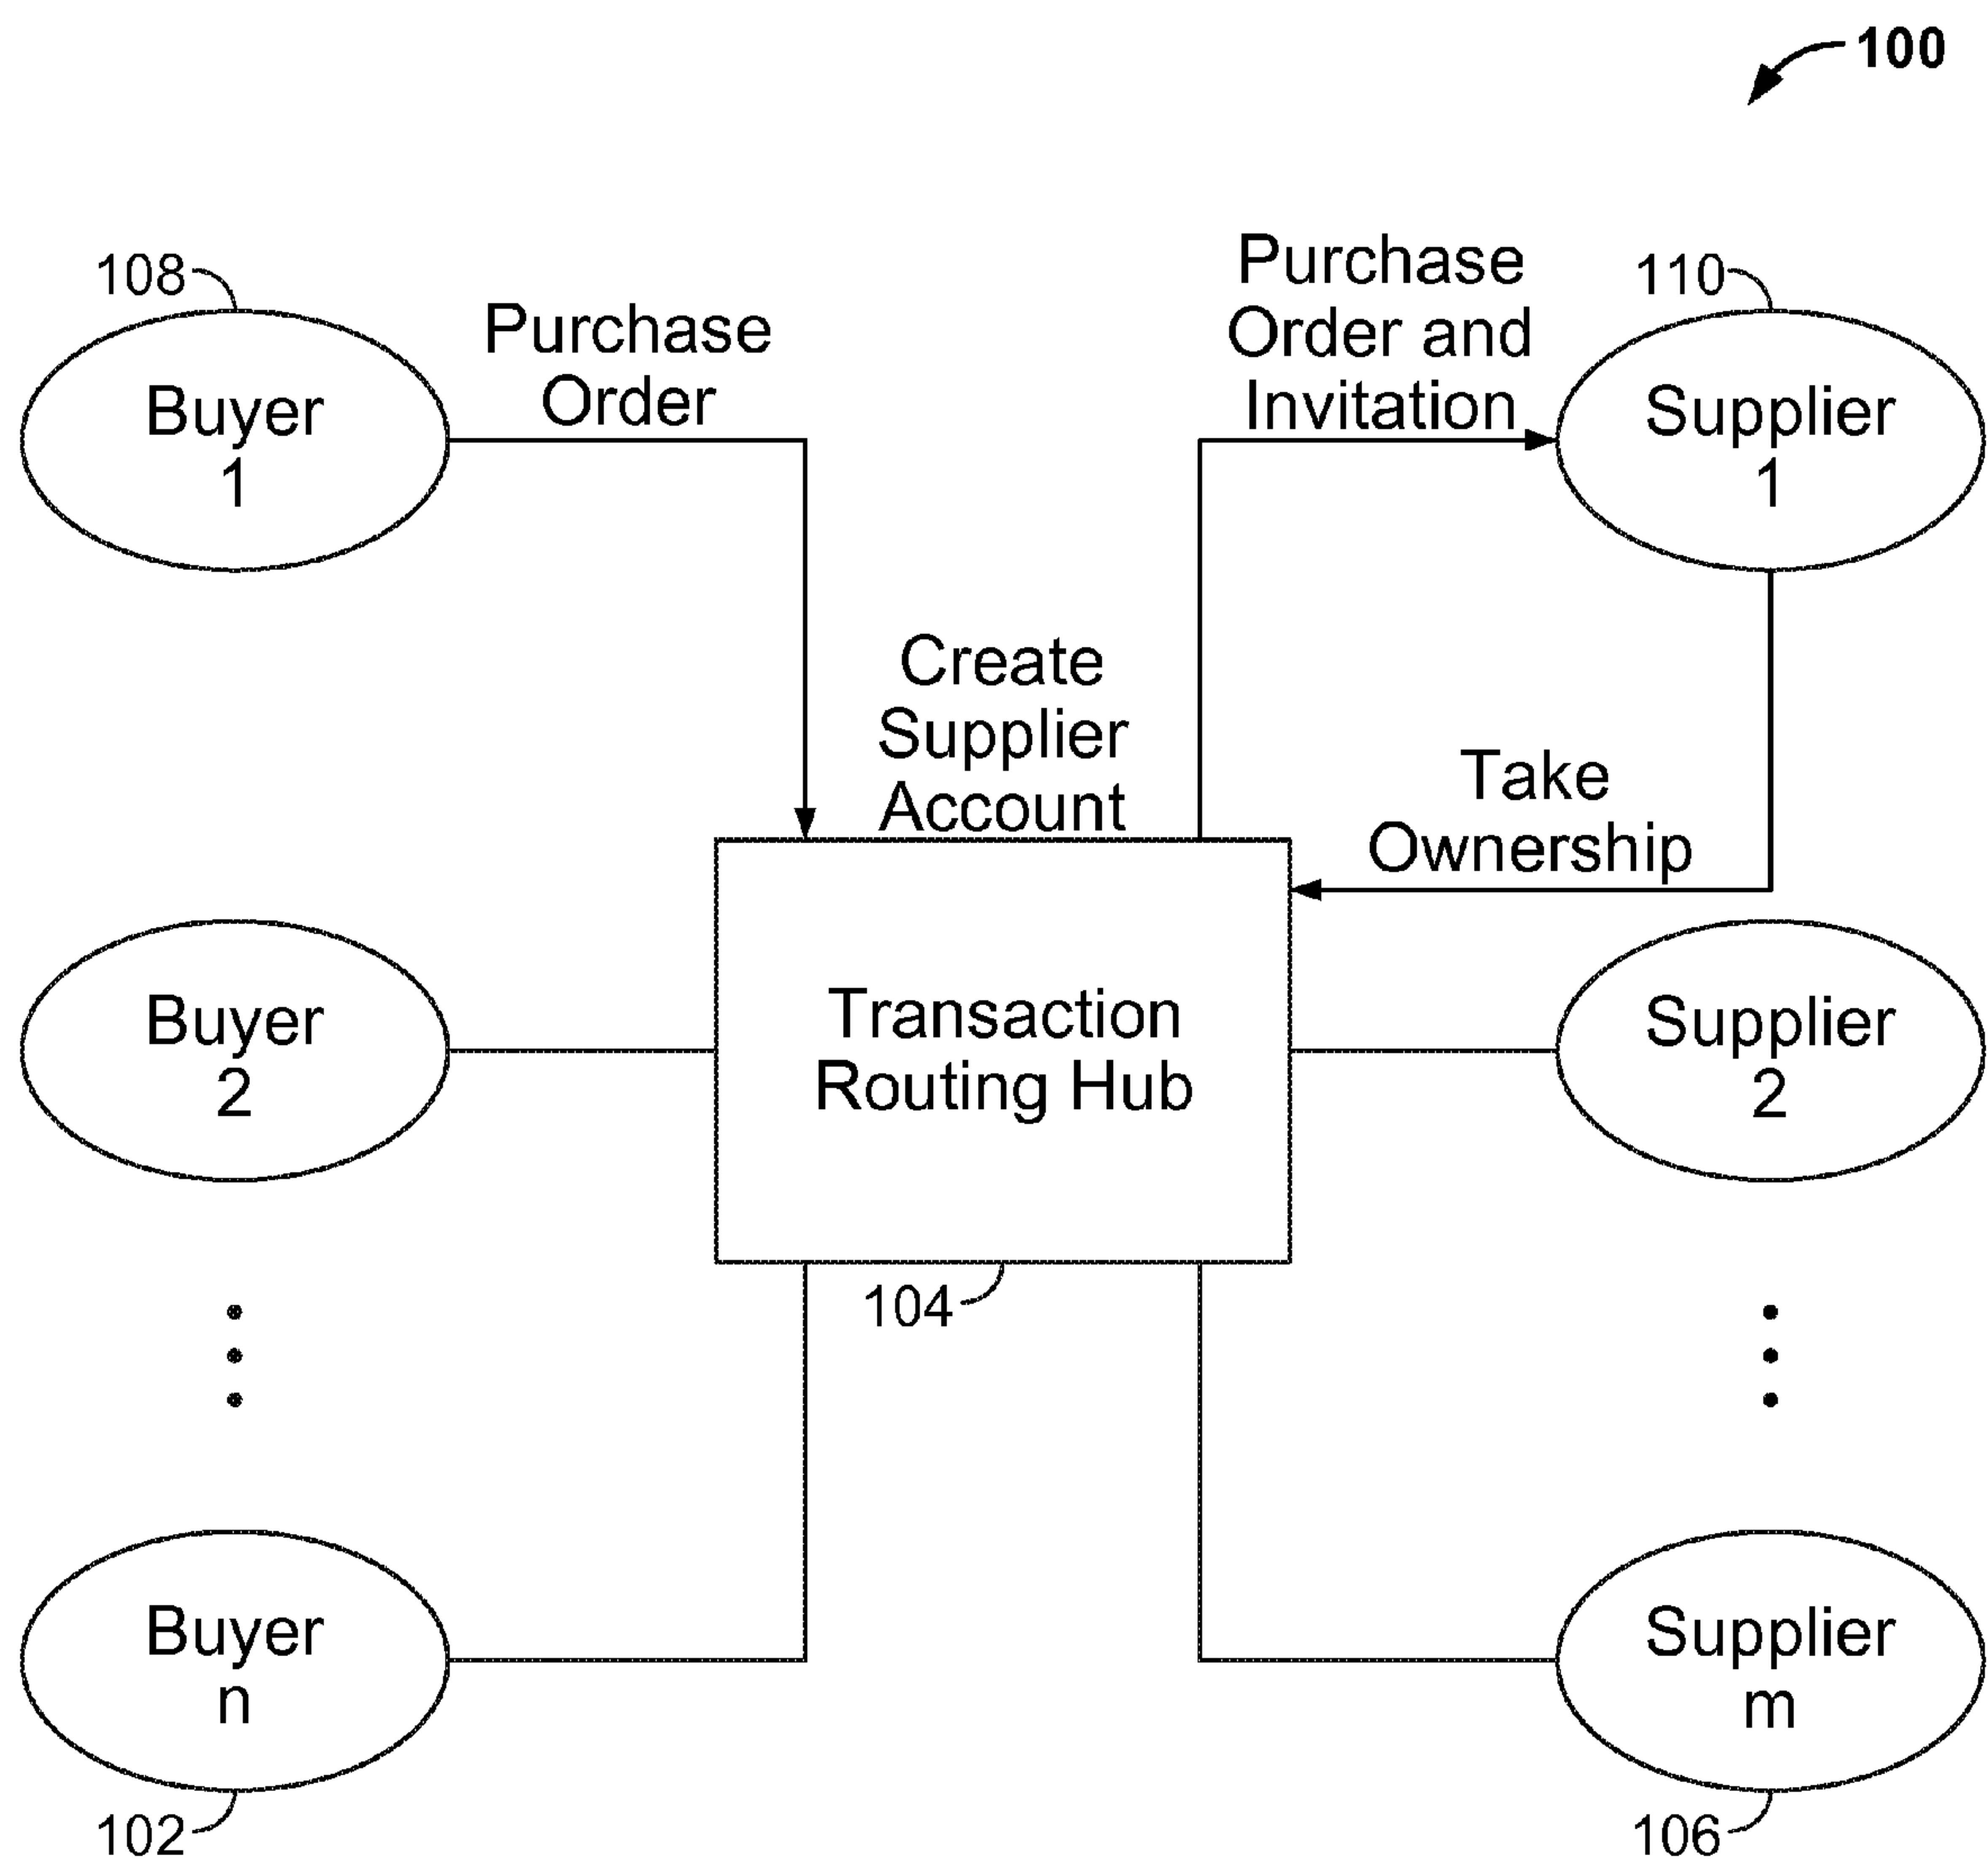 100
108
Buyer
1
Purchase
Order
Purchase
Order and
Invitation
110
Supplier
1
Create
Supplier
Account
Take
Ownership
Buyer
2
Transaction
Routing Hub
Supplier
2
104
Buyer
n
102
Supplier
m
106